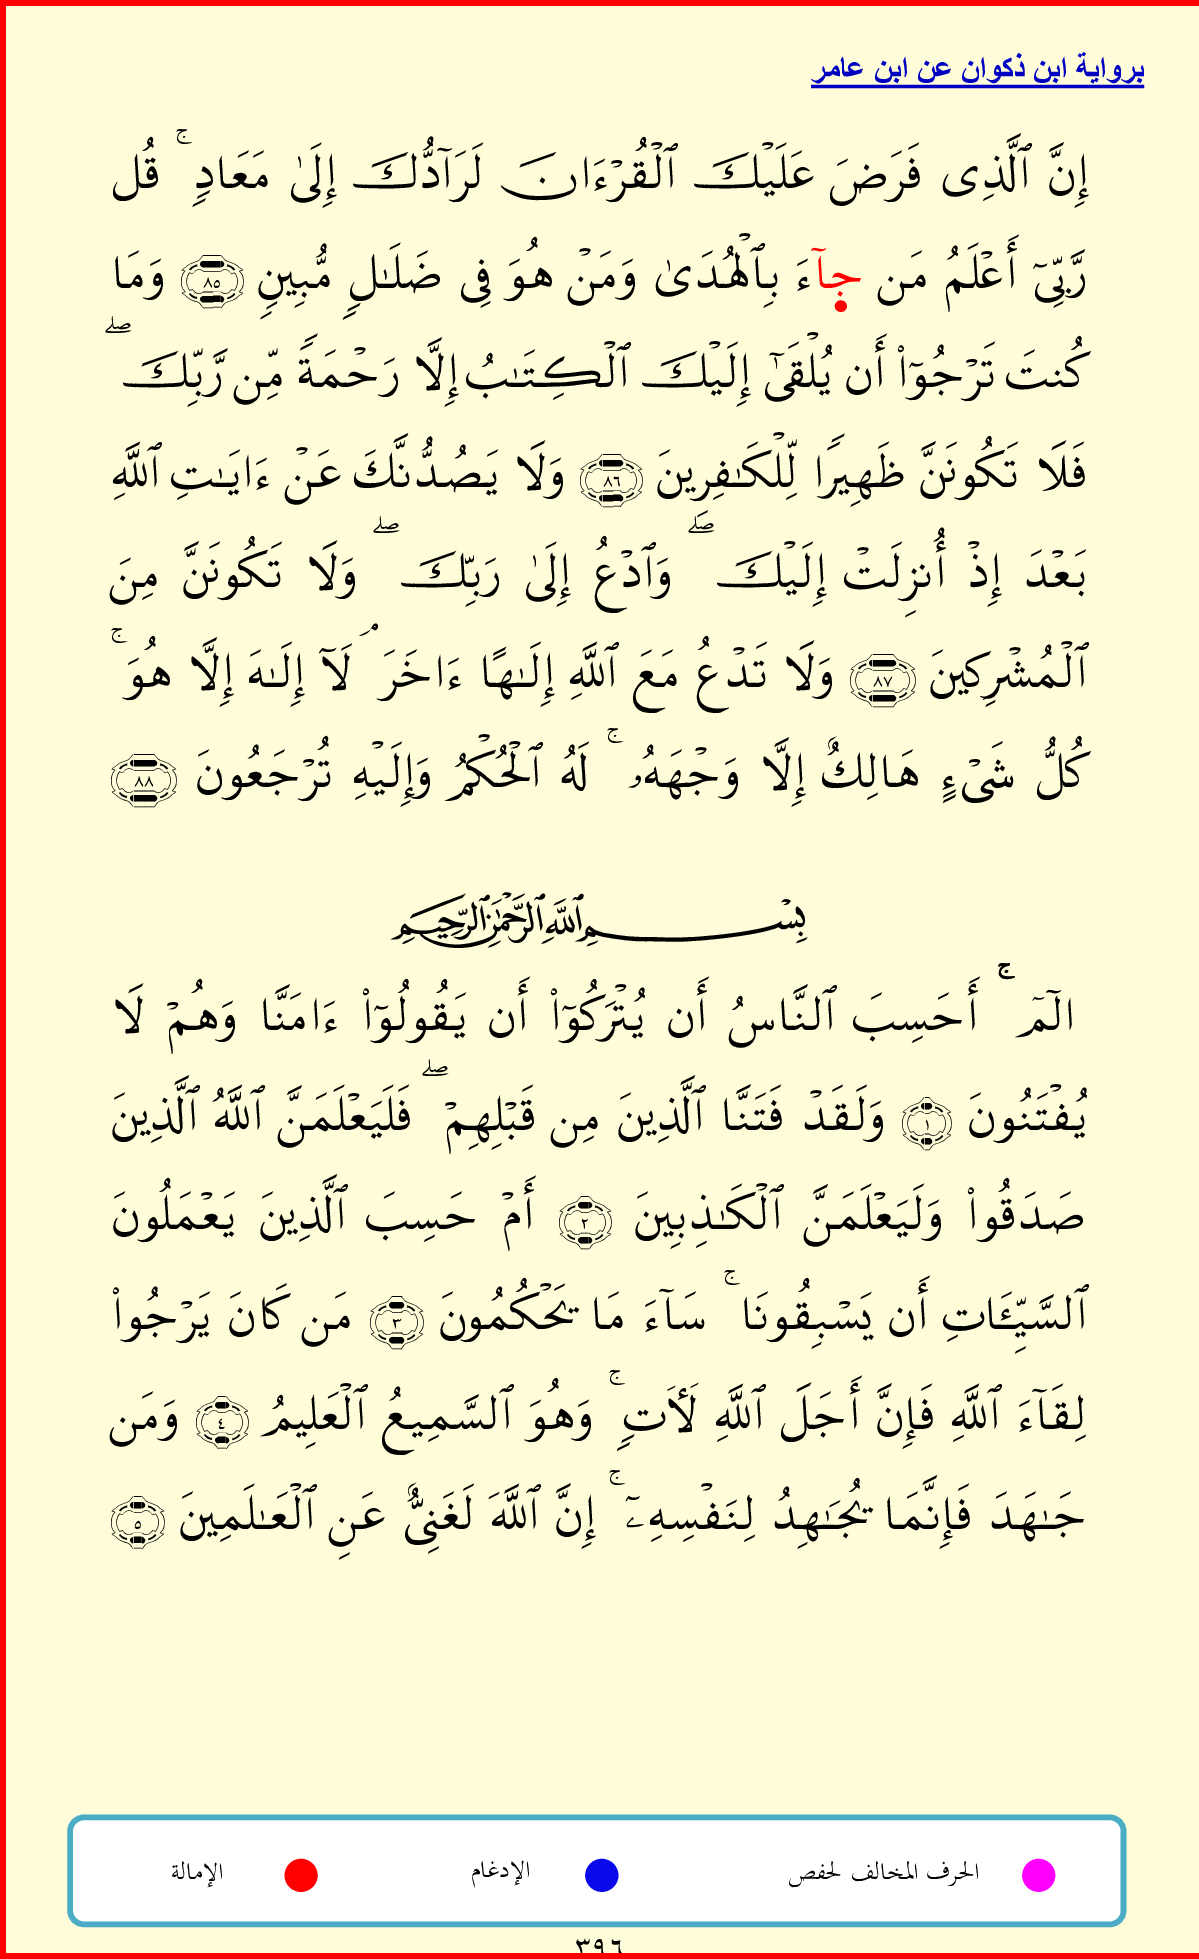 برواية ابن ذكوان عن ابن عامر
إِنَّ ٱلَّذِى فَرَضَ عَلَيْكَ ٱلْقُرْءَانَ لَرَآدُّكَ إِلَىٰ مَعَادٍۚ قُل
رَّبِّىٓ أَعْلَمُ مَن جِآءَ بِٱلْهُدَىٰ وَمَنْ هُوَ فِى ضَلَـٰلٍ مُّبِينٍ ٨٥ وَمَا
كُنتَ تَرْجُوٓا۟ أَن يُلْقَىٰٓ إِلَيْكَ ٱلْكِتَـٰبُ إِلَّا رَحْمَةً مِّن رَّبِّكَۖ
فَلَا تَكُونَنَّ ظَهِيرًا لِّلْكَـٰفِرِينَ ٨٦ وَلَا يَصُدُّنَّكَ عَنْ ءَايَـٰتِ ٱللَّهِ
بَعْدَ إِذْ أُنزِلَتْ إِلَيْكَۖ وَٱدْعُ إِلَىٰ رَبِّكَۖ وَلَا تَكُونَنَّ مِنَ
ٱلْمُشْرِكِينَ ٨٧ وَلَا تَدْعُ مَعَ ٱللَّهِ إِلَـٰهًا ءَاخَرَۘ لَآ إِلَـٰهَ إِلَّا هُوَۚ
كُلُّ شَىْءٍ هَالِكٌ إِلَّا وَجْهَهُۥۚ لَهُ ٱلْحُكْمُ وَإِلَيْهِ تُرْجَعُونَ ٨٨
بِسْمِ ٱللَّهِ ٱلرَّحْمَـٰنِ ٱلرَّحِيمِ
الٓمٓۚ أَحَسِبَ ٱلنَّاسُ أَن يُتْرَكُوٓا۟ أَن يَقُولُوٓا۟ ءَامَنَّا وَهُمْ لَا
يُفْتَنُونَ ١ وَلَقَدْ فَتَنَّا ٱلَّذِينَ مِن قَبْلِهِمْۖ فَلَيَعْلَمَنَّ ٱللَّهُ ٱلَّذِينَ
صَدَقُوا۟ وَلَيَعْلَمَنَّ ٱلْكَـٰذِبِينَ ٢ أَمْ حَسِبَ ٱلَّذِينَ يَعْمَلُونَ
ٱلسَّيِّـَٔاتِ أَن يَسْبِقُونَاۚ سَآءَ مَا يَحْكُمُونَ ٣ مَن كَانَ يَرْجُوا۟
لِقَآءَ ٱللَّهِ فَإِنَّ أَجَلَ ٱللَّهِ لَـَٔاتٍۚ وَهُوَ ٱلسَّمِيعُ ٱلْعَلِيمُ ٤ وَمَن
جَـٰهَدَ فَإِنَّمَا يُجَـٰهِدُ لِنَفْسِهِۦٓۚ إِنَّ ٱللَّهَ لَغَنِىٌّ عَنِ ٱلْعَـٰلَمِينَ ٥
الحرف المخالف لحفص الإدغام الإمالة
٣٩٦